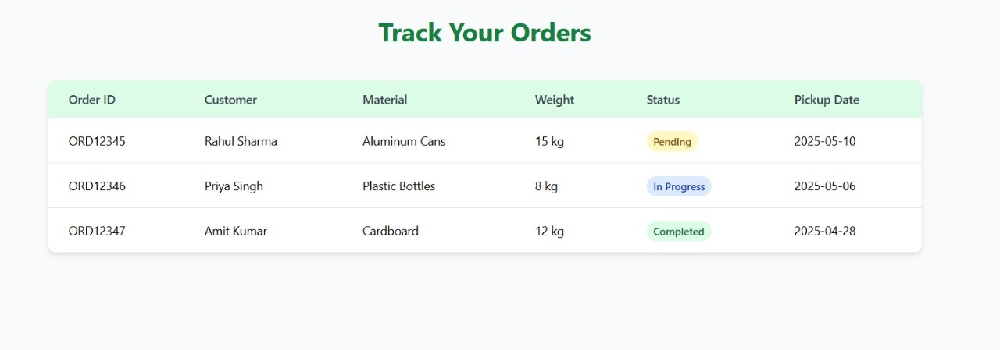 Track Your Orders
Order ID Customer Material Weight Status Pickup Date
ORD12345 Rahul Sharma Aluminum Cans 15 kg Pending 2025-05-10
ORD12346 Priya Singh Plastic Bottles 8 kg In Progress 2025-05-06
ORD12347 Amit Kumar Cardboard 12 kg Completed 2025-04-28